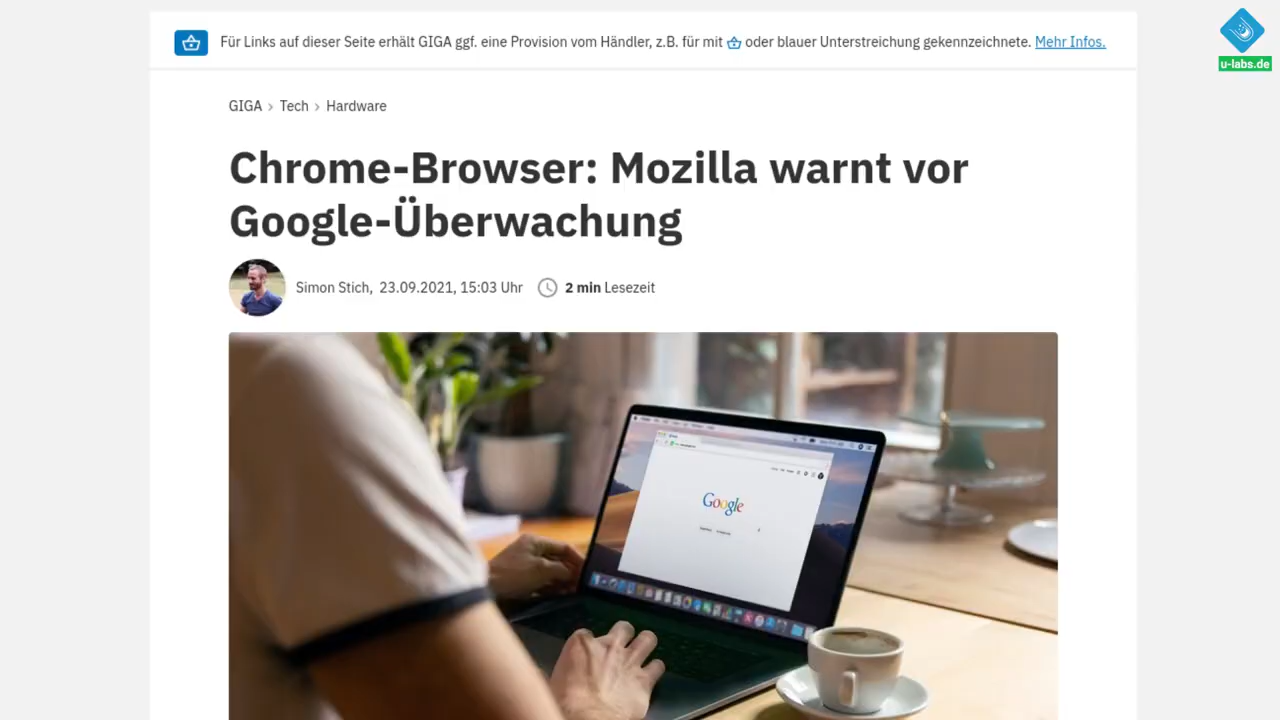 Für Links auf dieser Seite erhält GIGA ggf. eine Provision vom Händler, z.B. für mit oder blauer Unterstreichung gekennzeichnete. Mehr Infos.
u-labs.de
GIGA › Tech › Hardware
Chrome-Browser: Mozilla warnt vor
Google-Überwachung
Simon Stich, 23.09.2021, 15:03 Uhr 2 min Lesezeit
Google